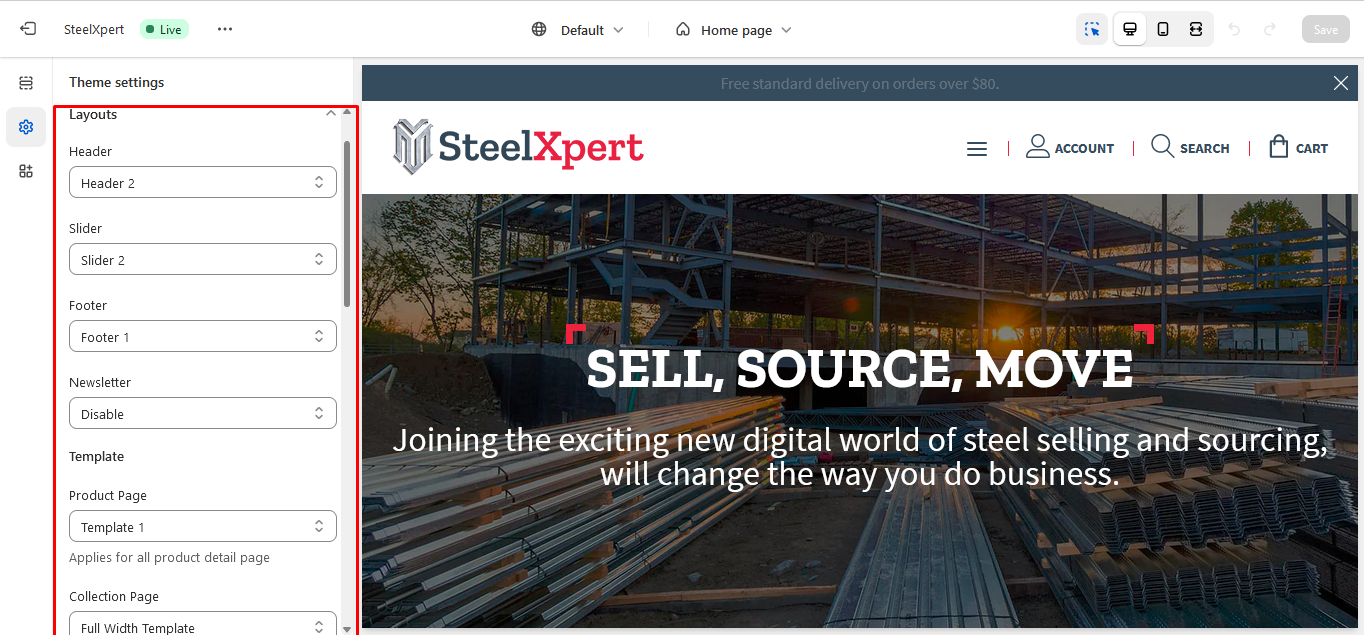 SteelXpert
Live
Default
Home page
Save
Theme settings
Layouts
Header
Header 2
Slider
Slider 2
Footer
Footer 1
Newsletter
Disable
Template
Product Page
Template 1
Applies for all product detail page
Collection Page
Full Width Template
Free standard delivery on orders over $80.
SteelXpert
ACCOUNT
SEARCH
CART
SELL, SOURCE, MOVE
Joining the exciting new digital world of steel selling and sourcing,
will change the way you do business.